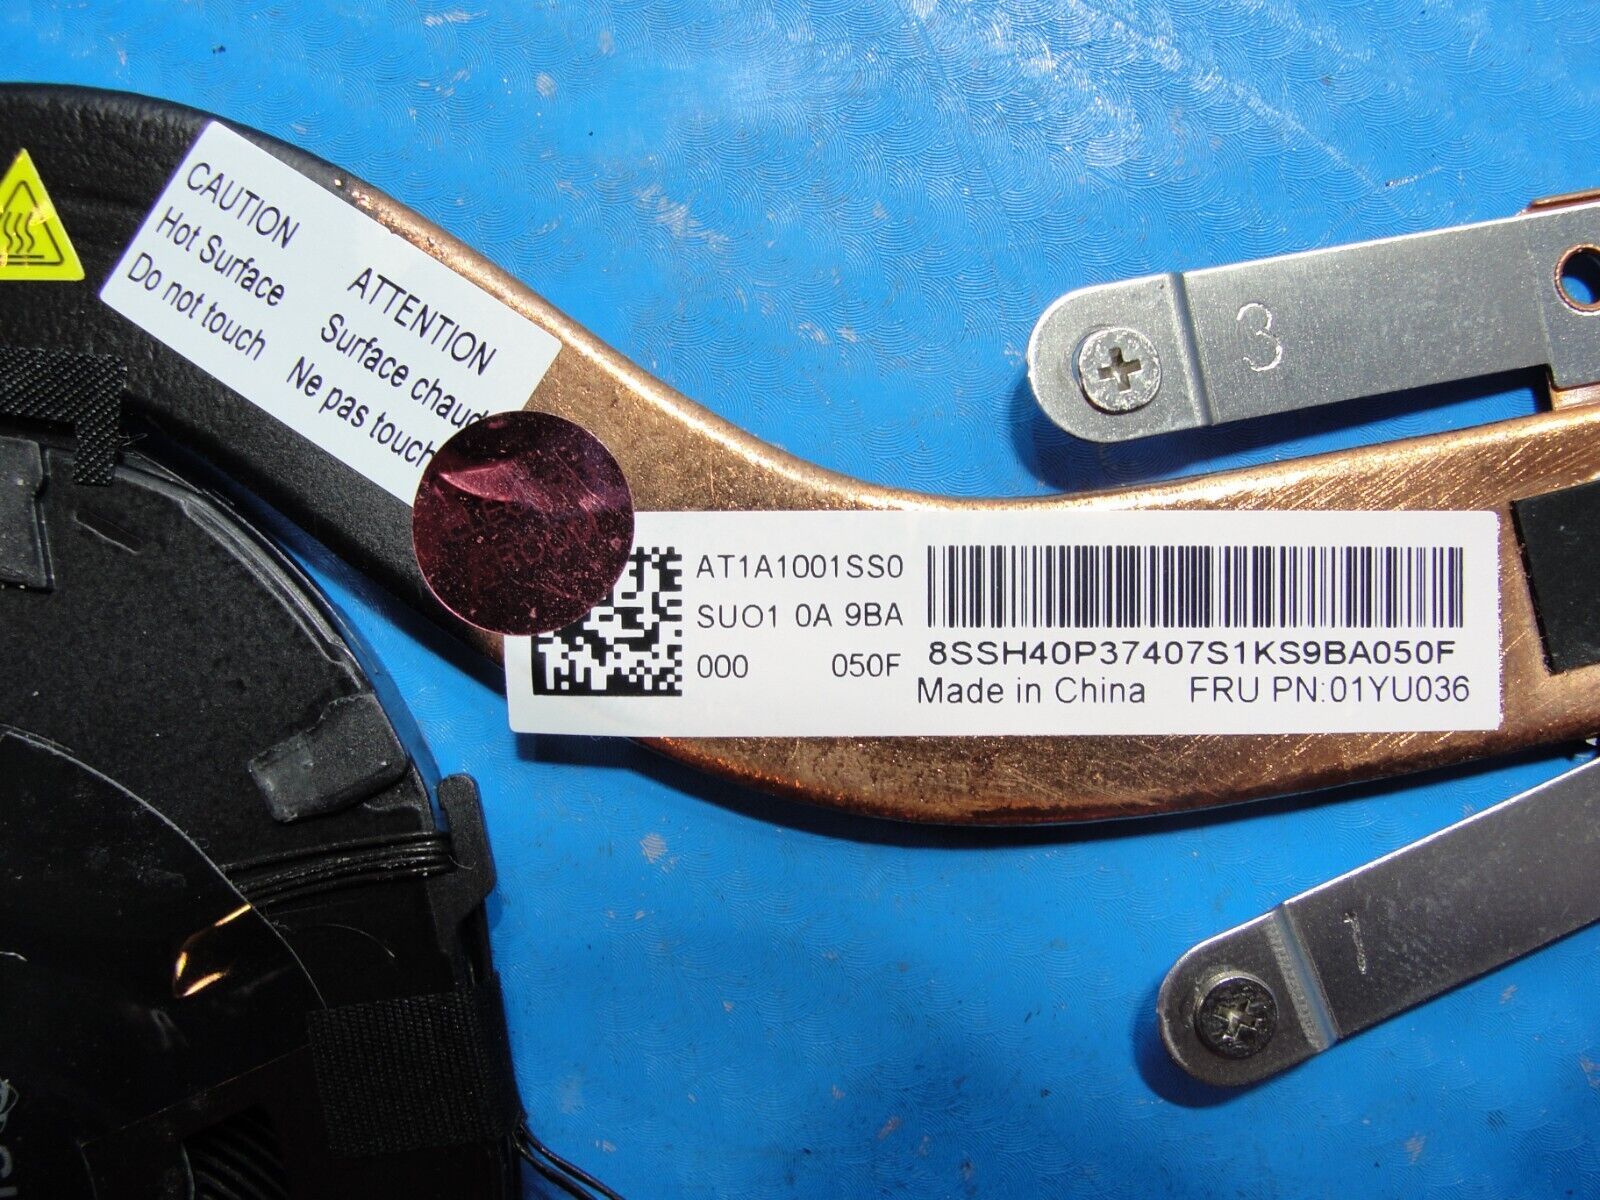 CAUTION
Hot Surface
Do not touch
ATTENTION
Surface chaud
Ne pas touch
AT1A1001SS0
SUO1 0A 9BA
000 050F
8SSH40P37407S1KS9BA050F
Made in China FRU PN:01YU036
3
1